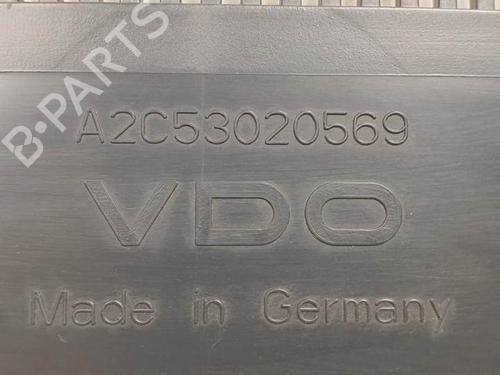 B-PARTS
A2C53020569
VDO
Made in Germany